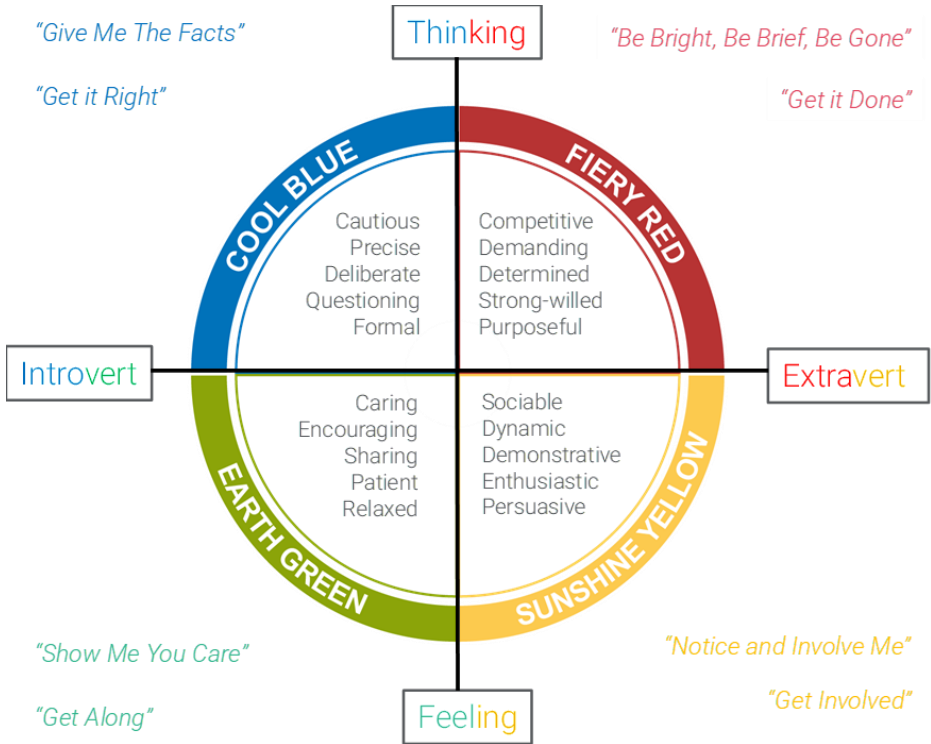 Thinking
"Give Me The Facts"
"Get it Right"
"Be Bright, Be Brief, Be Gone"
"Get it Done"
COOL BLUE
Cautious
Precise
Deliberate
Questioning
Formal
FIERY RED
Competitive
Demanding
Determined
Strong-willed
Purposeful
Introvert
Extravert
EARTH GREEN
Caring
Encouraging
Sharing
Patient
Relaxed
SUNSHINE YELLOW
Sociable
Dynamic
Demonstrative
Enthusiastic
Persuasive
"Show Me You Care"
"Get Along"
"Notice and Involve Me"
"Get Involved"
Feeling